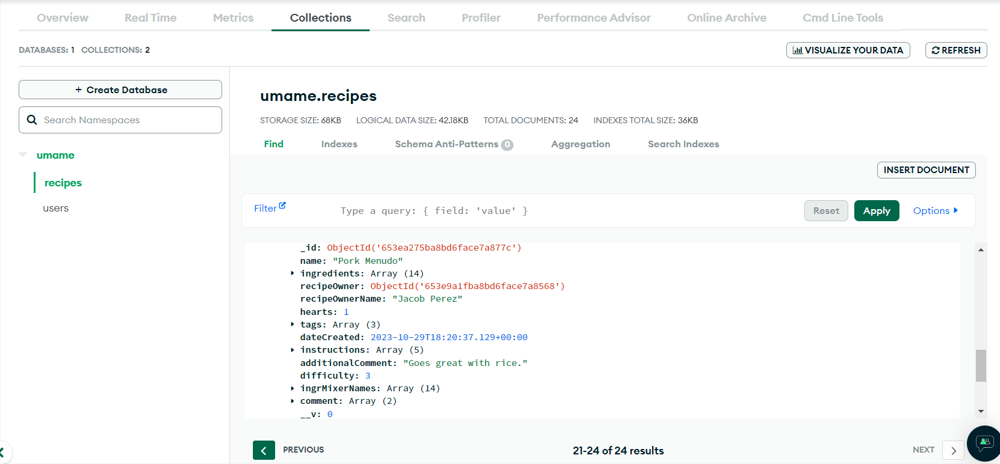 Overview Real Time Metrics Collections Search Profiler Performance Advisor Online Archive Cmd Line Tools
DATABASES: 1 COLLECTIONS: 2
VISUALIZE YOUR DATA
REFRESH
+ Create Database
Search Namespaces
umame
recipes
users
umame.recipes
STORAGE SIZE: 68KB LOGICAL DATA SIZE: 42.18KB TOTAL DOCUMENTS: 24 INDEXES TOTAL SIZE: 36KB
Find Indexes Schema Anti-Patterns 0 Aggregation Search Indexes
INSERT DOCUMENT
Filter Type a query: { field: 'value' } Reset Apply Options
_id: ObjectId('653ea275ba8bd6face7a877c')
name: "Pork Menudo"
ingredients: Array (14)
recipeOwner: ObjectId('653e9a1fba8bd6face7a8568')
recipeOwnerName: "Jacob Perez"
hearts: 1
tags: Array (3)
dateCreated: 2023-10-29T18:20:37.129+00:00
instructions: Array (5)
additionalComment: "Goes great with rice."
difficulty: 3
ingrMixerNames: Array (14)
comment: Array (2)
__v: 0
PREVIOUS 21-24 of 24 results NEXT